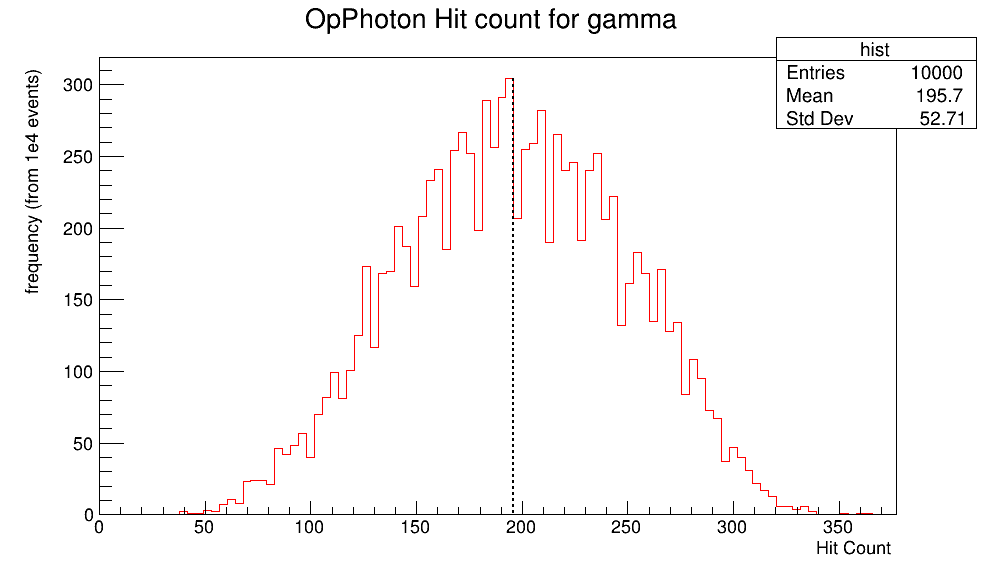 OpPhoton Hit count for gamma
hist
Entries 10000
Mean 195.7
Std Dev 52.71
frequency (from 1e4 events)
300
250
200
150
100
50
0
0 50 100 150 200 250 300 350
Hit Count